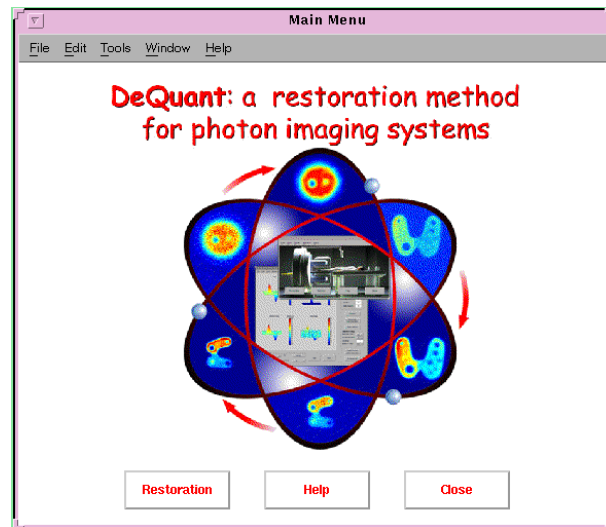 Main Menu
File Edit Tools Window Help
DeQuant: a restoration method
for photon imaging systems
Restoration Help Close